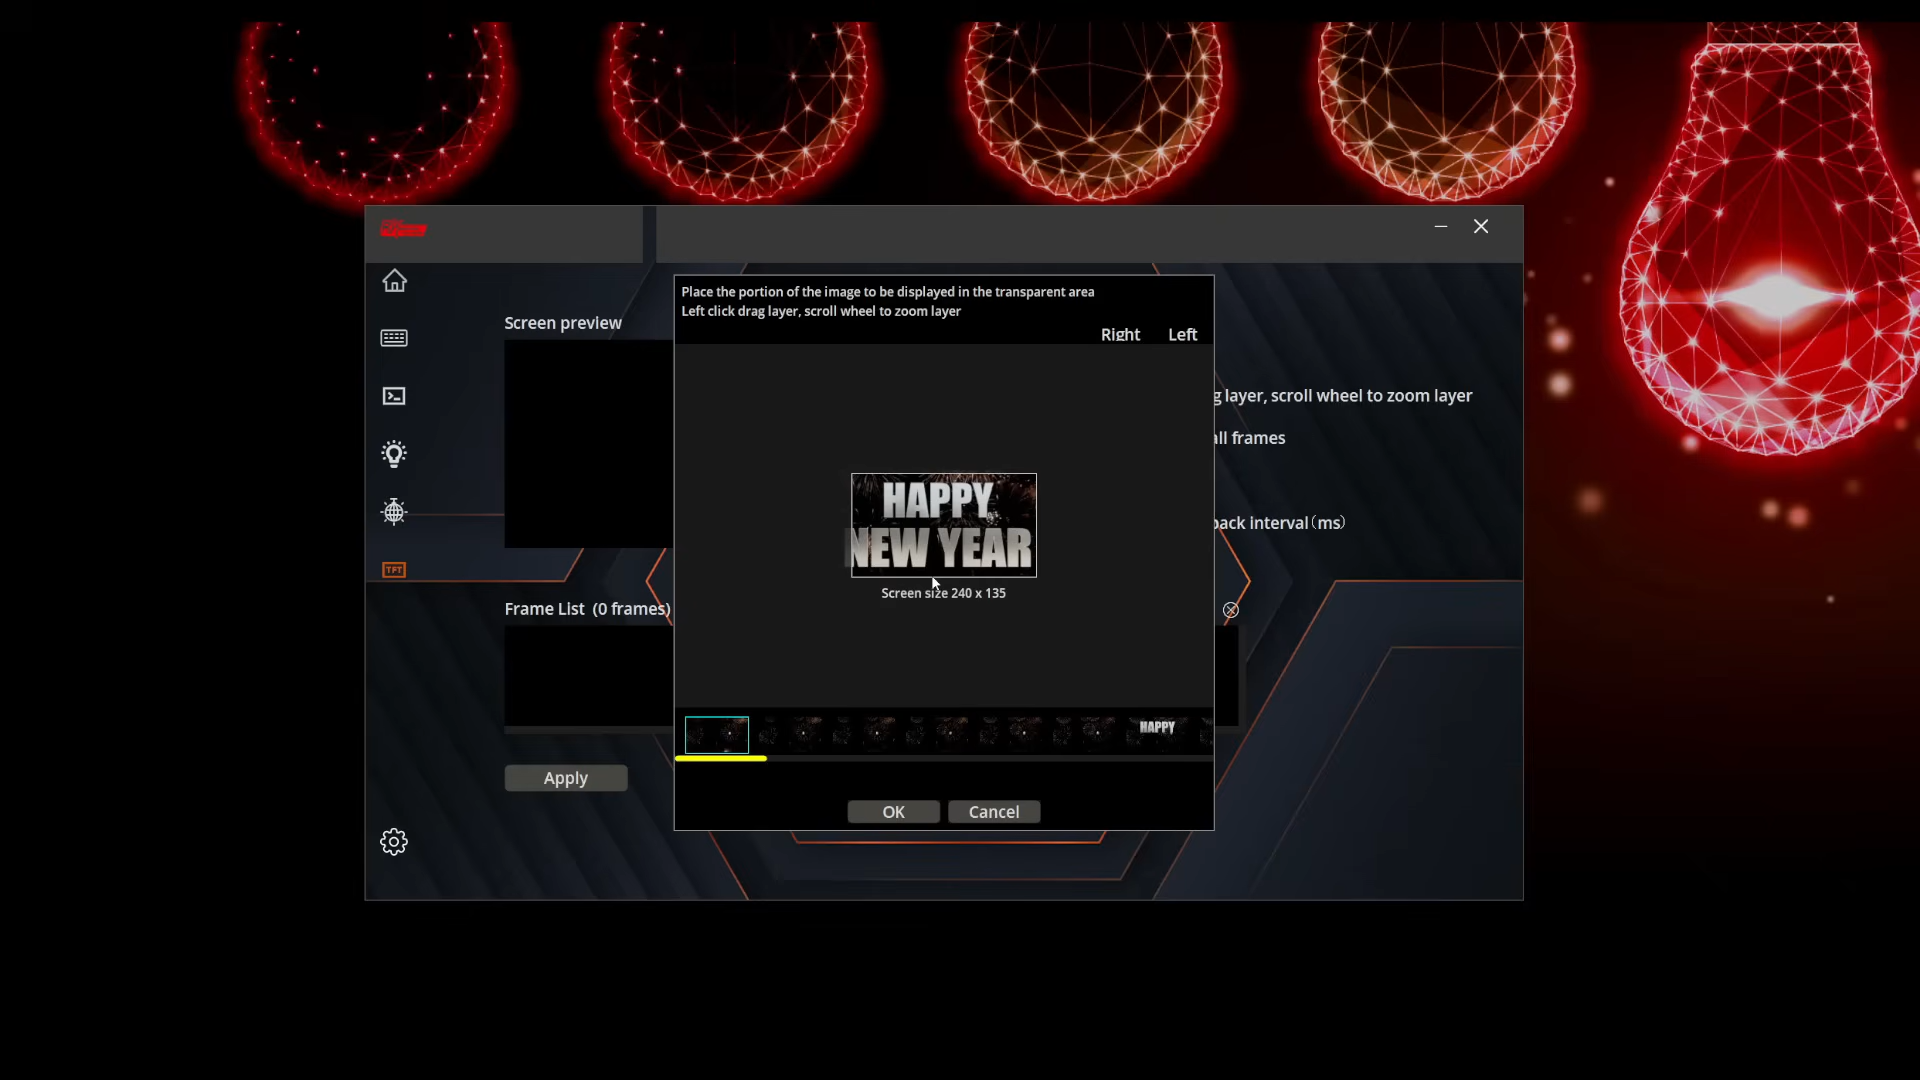 Place the portion of the image to be displayed in the transparent area
Left click drag layer, scroll wheel to zoom layer
Right Left
Screen preview
g layer, scroll wheel to zoom layer
all frames
HAPPY
NEW YEAR
back interval(ms)
TFT
Screen size 240 x 135
Frame List (0 frames)
HAPPY
Apply
OK Cancel